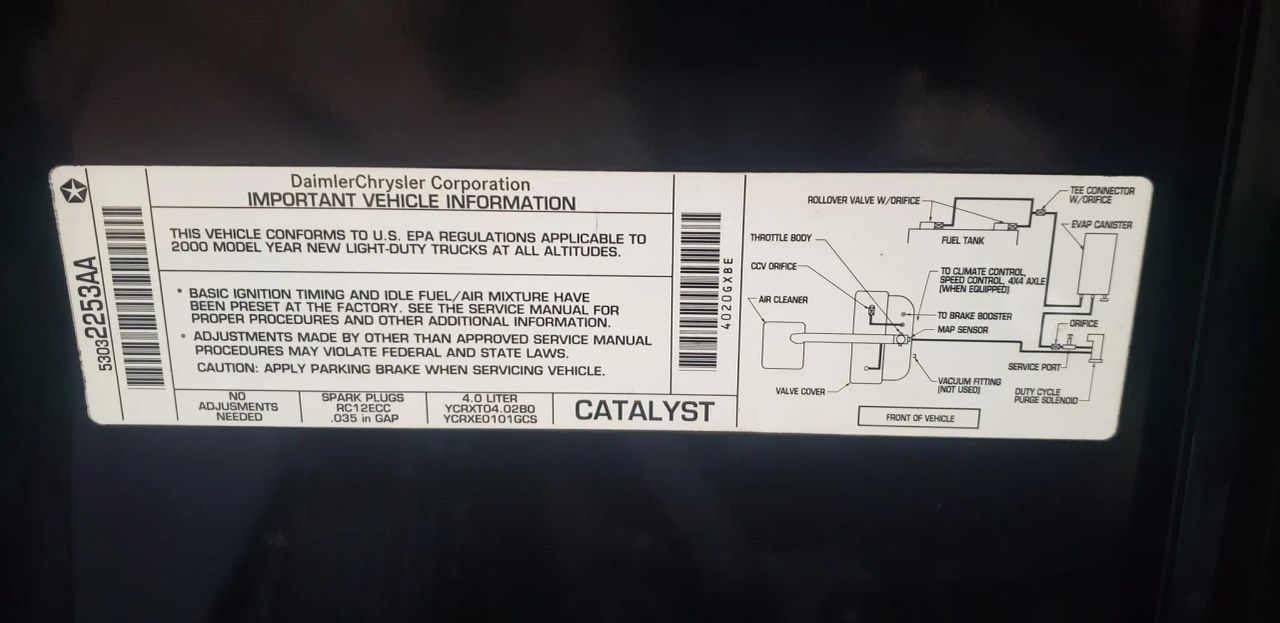 53032253AA
DaimlerChrysler Corporation
IMPORTANT VEHICLE INFORMATION
THIS VEHICLE CONFORMS TO U.S. EPA REGULATIONS APPLICABLE TO
2000 MODEL YEAR NEW LIGHT-DUTY TRUCKS AT ALL ALTITUDES.
* BASIC IGNITION TIMING AND IDLE FUEL/AIR MIXTURE HAVE
BEEN PRESET AT THE FACTORY. SEE THE SERVICE MANUAL FOR
PROPER PROCEDURES AND OTHER ADDITIONAL INFORMATION.
° ADJUSTMENTS MADE BY OTHER THAN APPROVED SERVICE MANUAL
PROCEDURES MAY VIOLATE FEDERAL AND STATE LAWS.
CAUTION: APPLY PARKING BRAKE WHEN SERVICING VEHICLE.
NO
ADJUSMENTS
NEEDED
SPARK PLUGS
RC12ECC
.035 in GAP
4.0 LITER
YCRXT04.02B0
YCRXE0101GCS
CATALYST
4020GXBE
ROLLOVER VALVE W/ORIFICE
TEE CONNECTOR
W/ORIFICE
FUEL TANK
EVAP CANISTER
THROTTLE BODY
CCV ORIFICE
AIR CLEANER
TO CLIMATE CONTROL,
SPEED CONTROL, 4X4 AXLE
(WHEN EQUIPPED)
TO BRAKE BOOSTER
MAP SENSOR
ORIFICE
SERVICE PORT
VACUUM FITTING
(NOT USED)
DUTY CYCLE
PURGE SOLENOID
VALVE COVER
FRONT OF VEHICLE